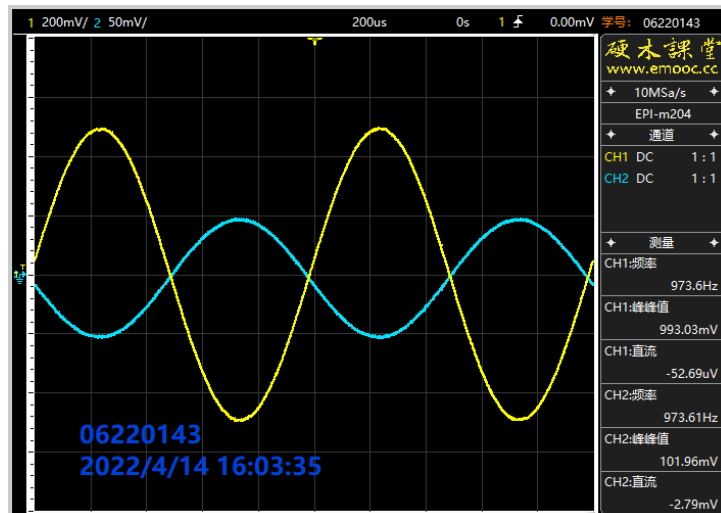 1 200mV/ 2 50mV/ 200us 0s 1 0.00mV 学号: 06220143
硬木課堂
www.emooc.cc
10MSa/s
EPI-m204
通道
CH1 DC 1 : 1
CH2 DC 1 : 1
测量
CH1:频率
973.6Hz
CH1:峰峰值
993.03mV
CH1:直流
-52.69uV
CH2:频率
973.61Hz
CH2:峰峰值
101.96mV
CH2:直流
-2.79mV
T
06220143
2022/4/14 16:03:35